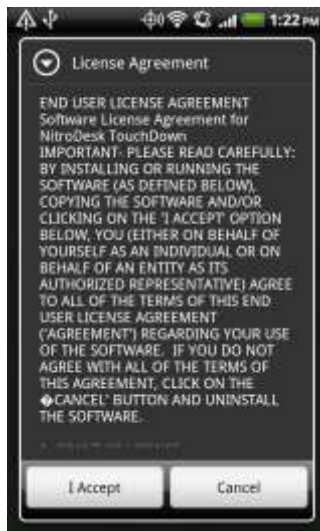 1:22 PM
License Agreement
END USER LICENSE
AGREEMENT
Software License Agreement for
NitroDesk TouchDown
IMPORTANT- PLEASE READ CAREFULLY:
BY INSTALLING OR
RUNNING THE
SOFTWARE (AS DEFINED BELOW),
COPYING THE SOFTWARE AND/OR
CLICKING ON THE 'I ACCEPT' OPTION
BELOW, YOU (EITHER ON BEHALF OF
YOURSELF AS AN INDIVIDUAL OR ON
BEHALF OF AN ENTITY AS ITS
AUTHORIZED REPRESENTATIVE) AGREE
TO ALL OF THE TERMS OF THIS END
USER LICENSE AGREEMENT
('AGREEMENT') REGARDING YOUR USE
OF THE SOFTWARE. IF YOU DO NOT
AGREE WITH ALL OF THE TERMS OF
THIS AGREEMENT, CLICK ON THE
�CANCEL' BUTTON AND UNINSTALL
THE SOFTWARE.
I Accept
Cancel